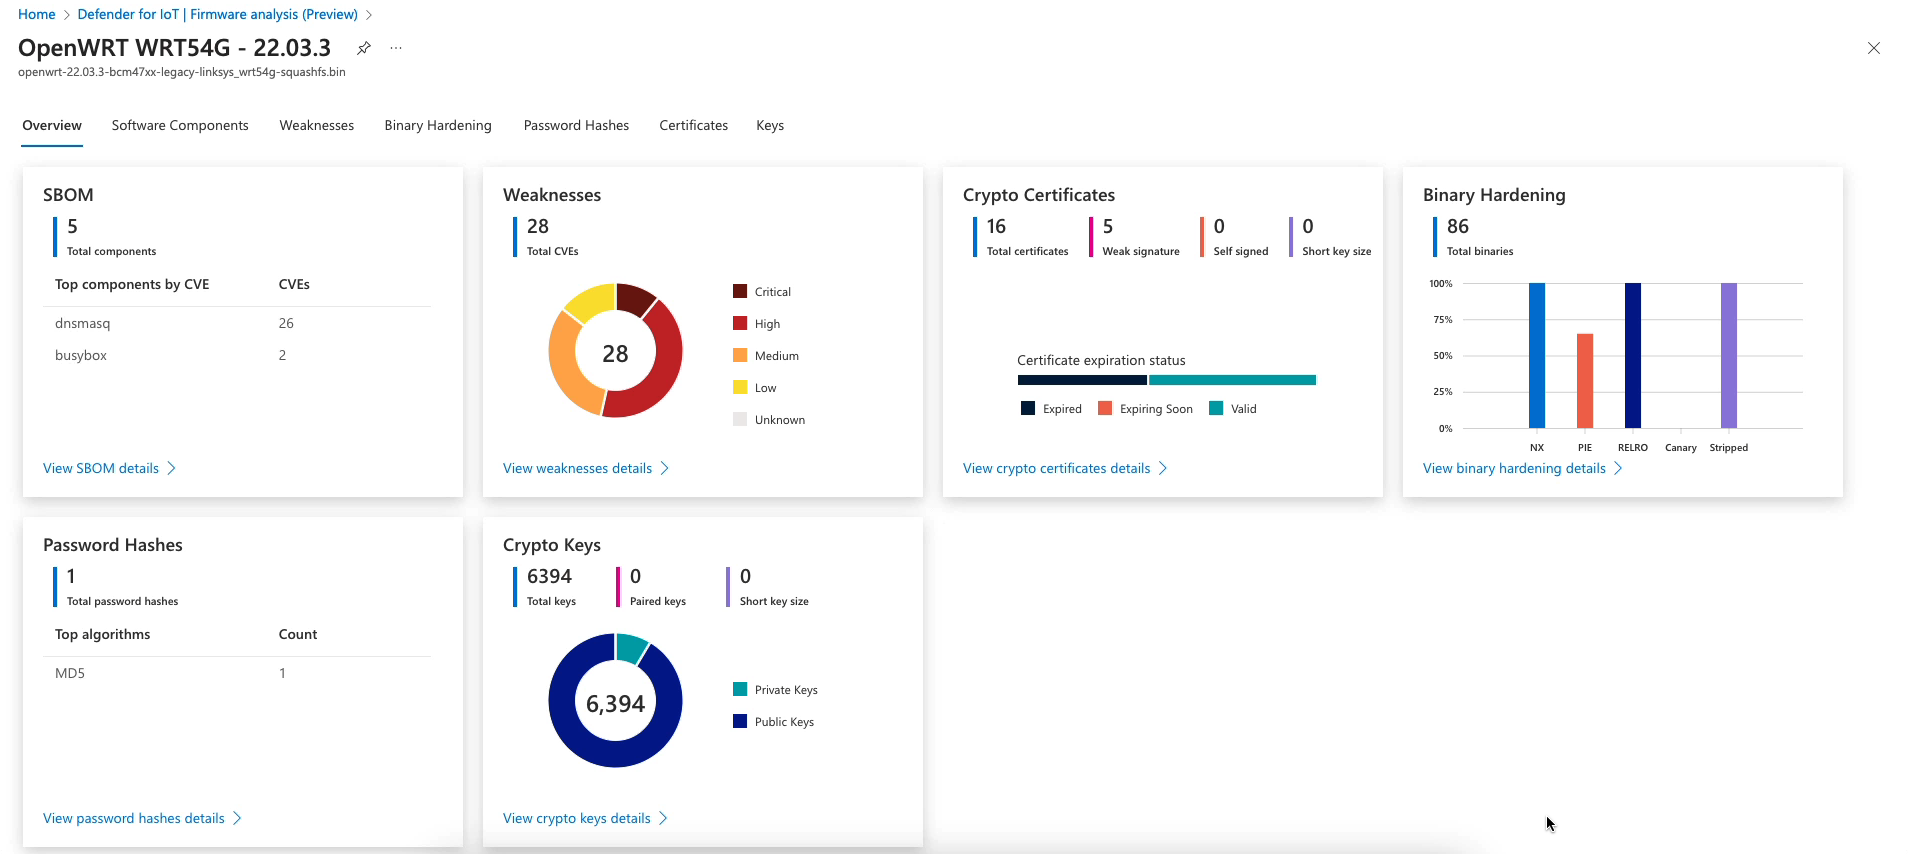 Home > Defender for IoT | Firmware analysis (Preview) >
OpenWRT WRT54G - 22.03.3 ...
openwrt-22.03.3-bcm47xx-legacy-linksys_wrt54g-squashfs.bin
Overview Software Components Weaknesses Binary Hardening Password Hashes Certificates Keys
SBOM
5
Total components
Top components by CVE CVEs
dnsmasq 26
busybox 2
View SBOM details >
Weaknesses
28
Total CVEs
28
Critical
High
Medium
Low
Unknown
View weaknesses details >
Crypto Certificates
16 5 0 0
Total certificates Weak signature Self signed Short key size
Certificate expiration status
Expired Expiring Soon Valid
View crypto certificates details >
Binary Hardening
86
Total binaries
100%
75%
50%
25%
0%
NX PIE RELRO Canary Stripped
View binary hardening details >
Password Hashes
1
Total password hashes
Top algorithms Count
MD5 1
View password hashes details >
Crypto Keys
6394 0 0
Total keys Paired keys Short key size
6,394
Private Keys
Public Keys
View crypto keys details >